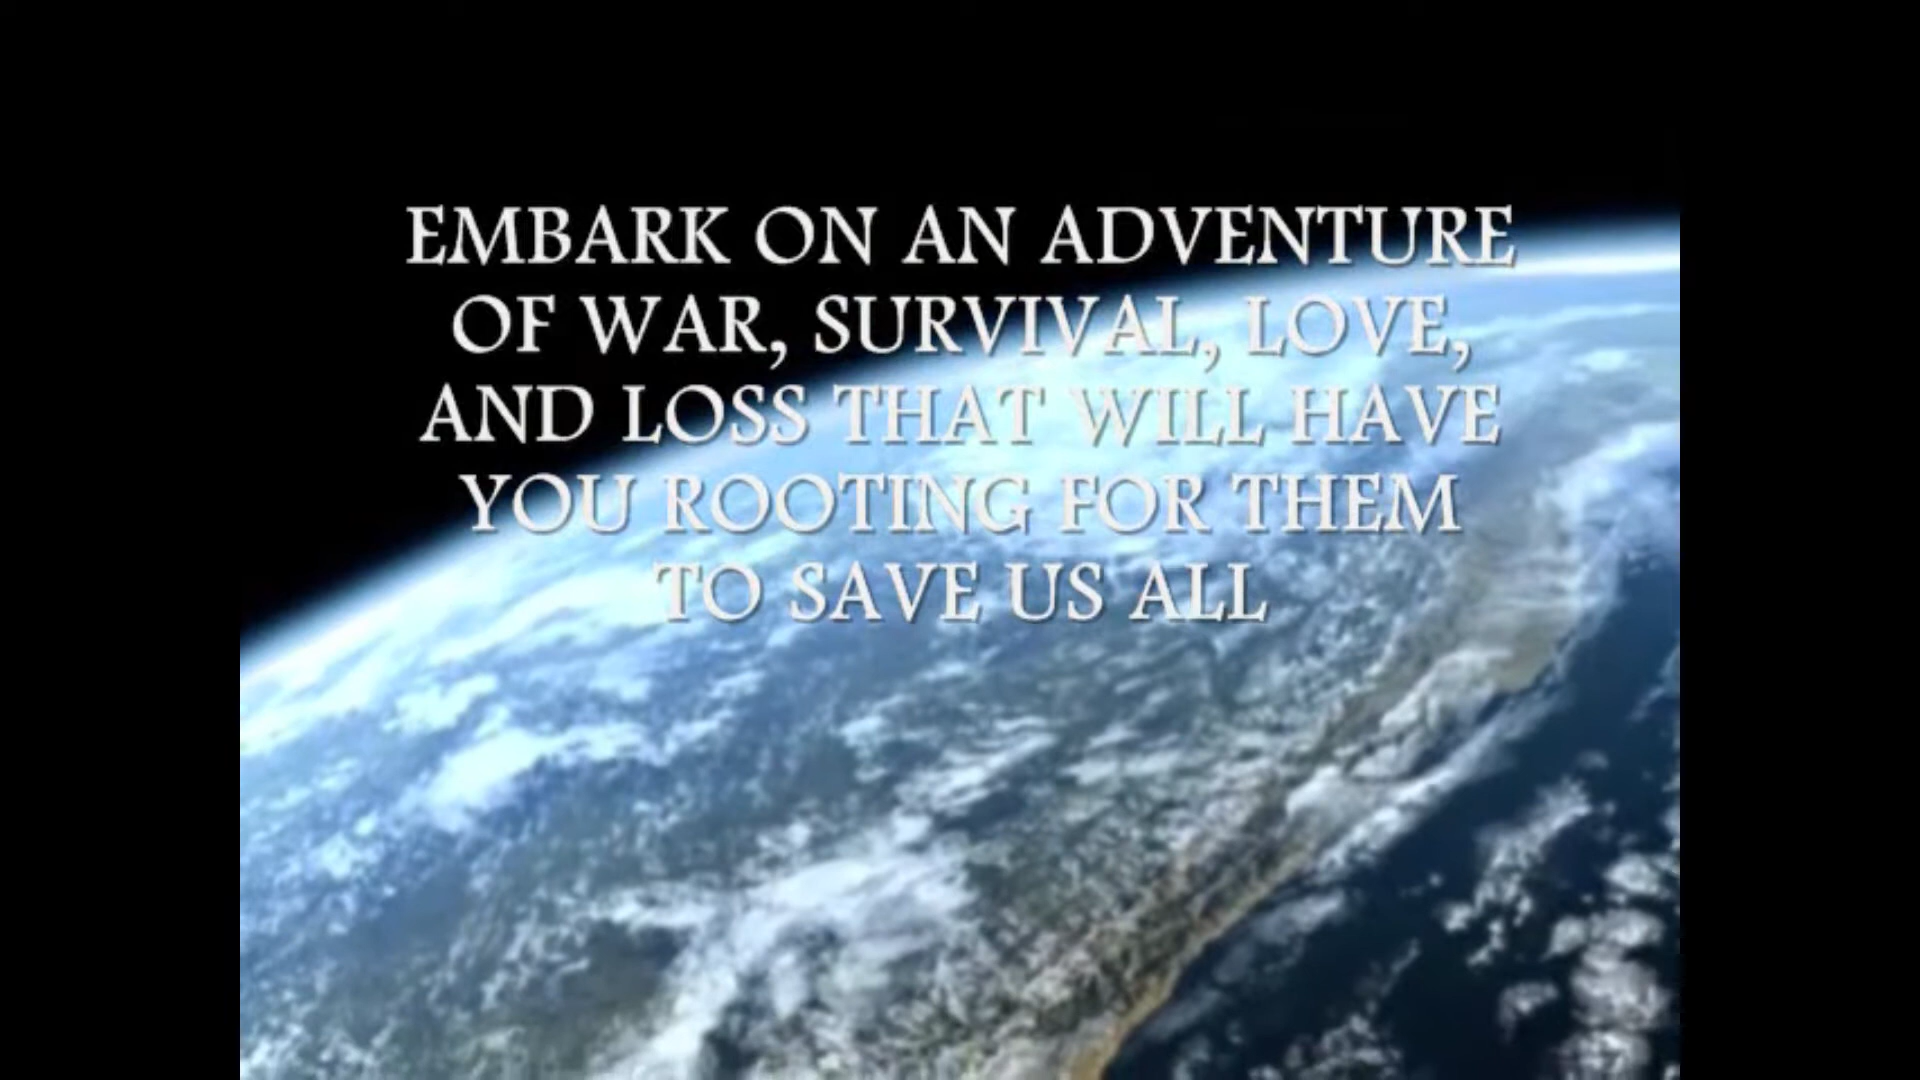 EMBARK ON AN ADVENTURE
OF WAR, SURVIVAL, LOVE,
AND LOSS THAT WILL HAVE
YOU ROOTING FOR THEM
TO SAVE US ALL